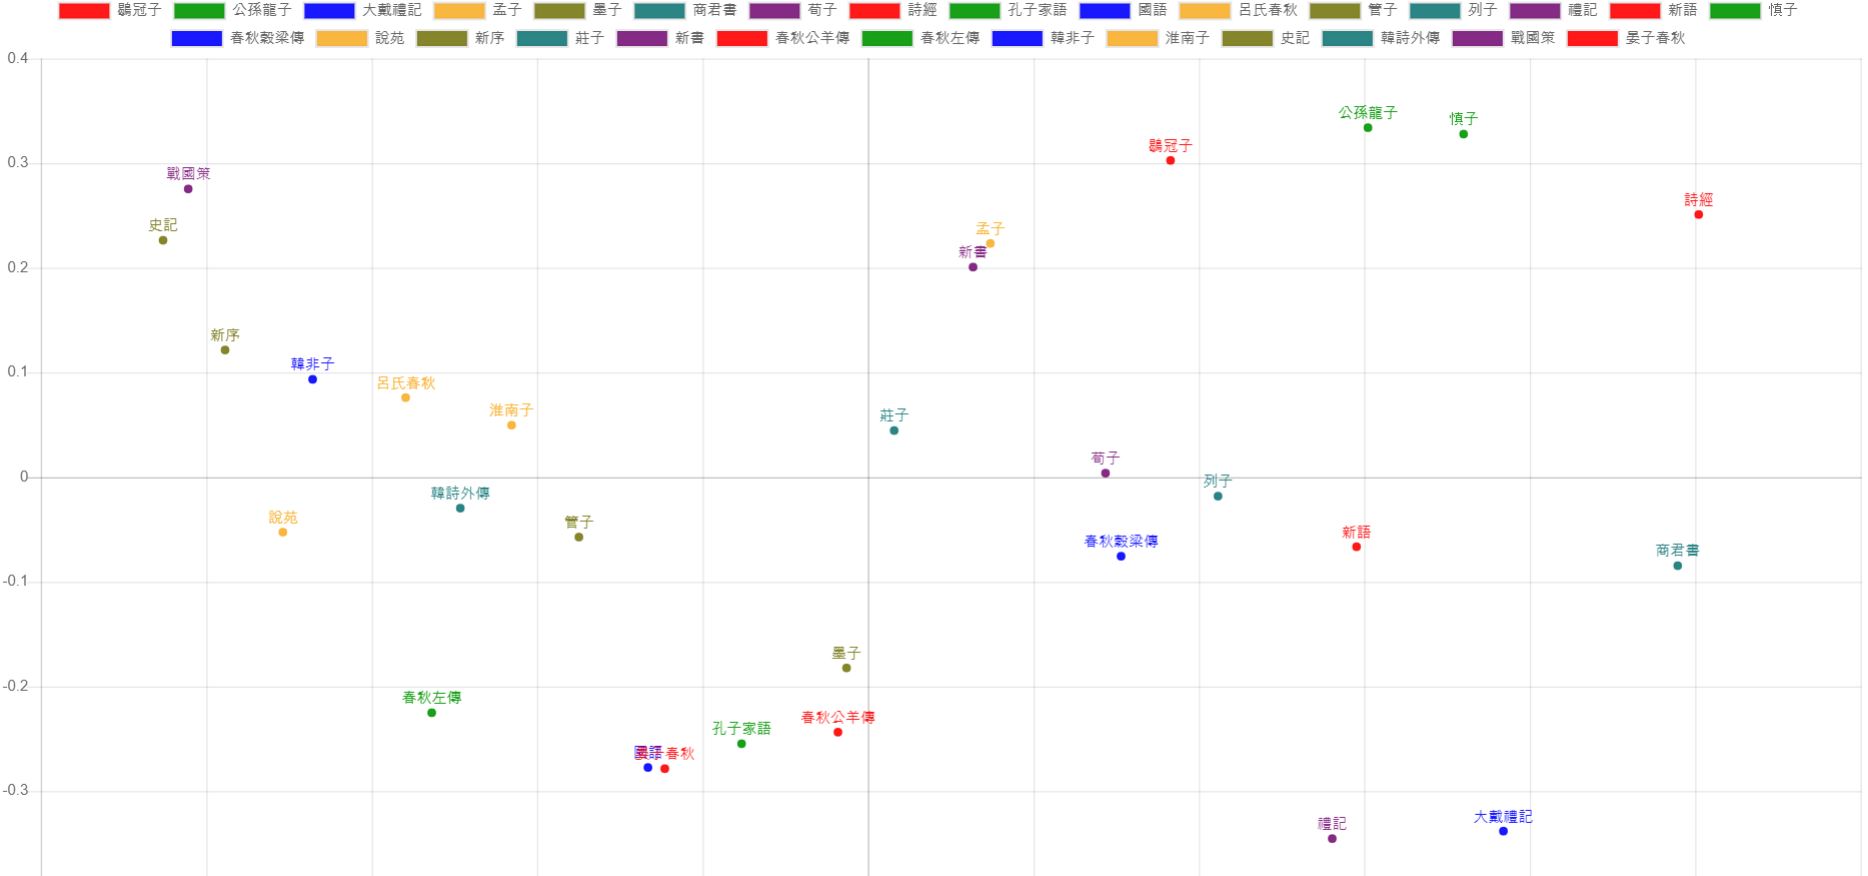 鶡冠子 公孫龍子 大戴禮記 孟子 墨子 商君書 荀子 詩經 孔子家語 國語 呂氏春秋 管子 列子 禮記 新語 慎子
春秋穀梁傳 說苑 新序 莊子 新書 春秋公羊傳 春秋左傳 韓非子 淮南子 史記 韓詩外傳 戰國策 晏子春秋
0.4
公孫龍子
慎子
鶡冠子
0.3
戰國策
詩經
史記
孟子
新書
0.2
新序
韓非子
0.1
呂氏春秋
淮南子
莊子
荀子
0
列子
韓詩外傳
說苑
管子
新語
春秋穀梁傳
商君書
-0.1
墨子
-0.2
春秋左傳
春秋公羊傳
孔子家語
國語
晏子春秋
-0.3
大戴禮記
禮記